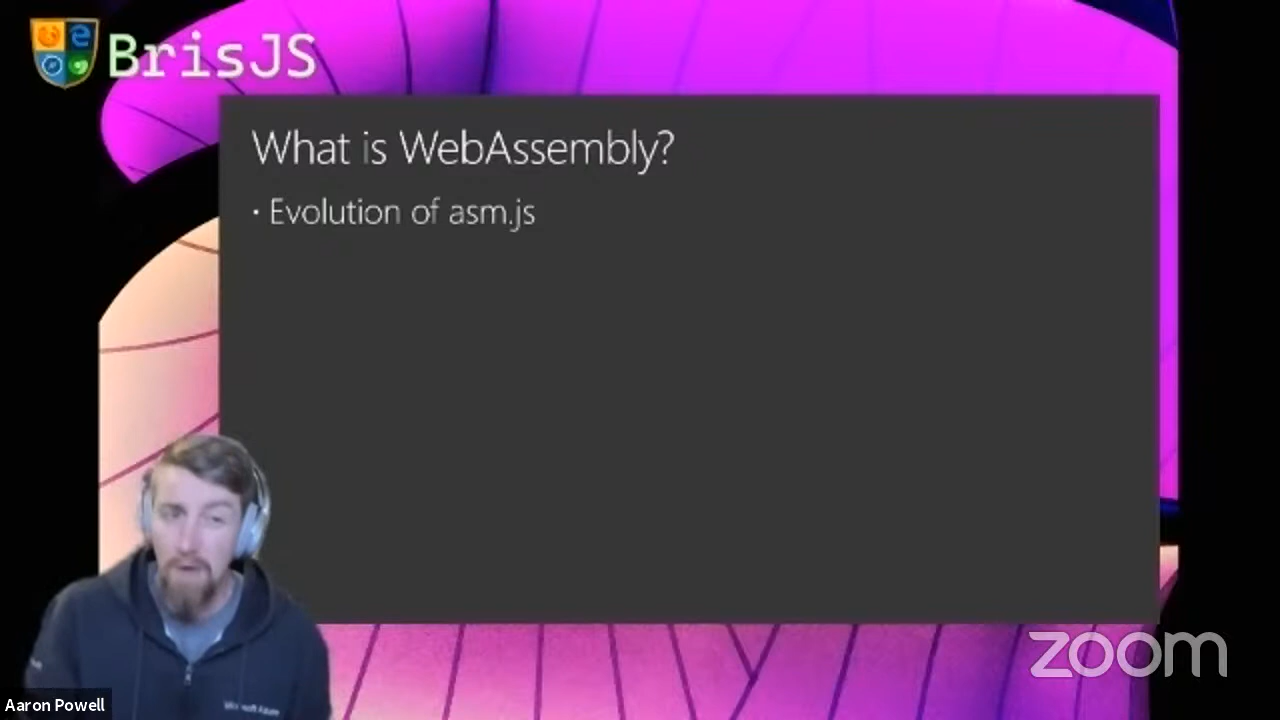 BrisJS
What is WebAssembly?
· Evolution of asm.js
zoom
Aaron Powell